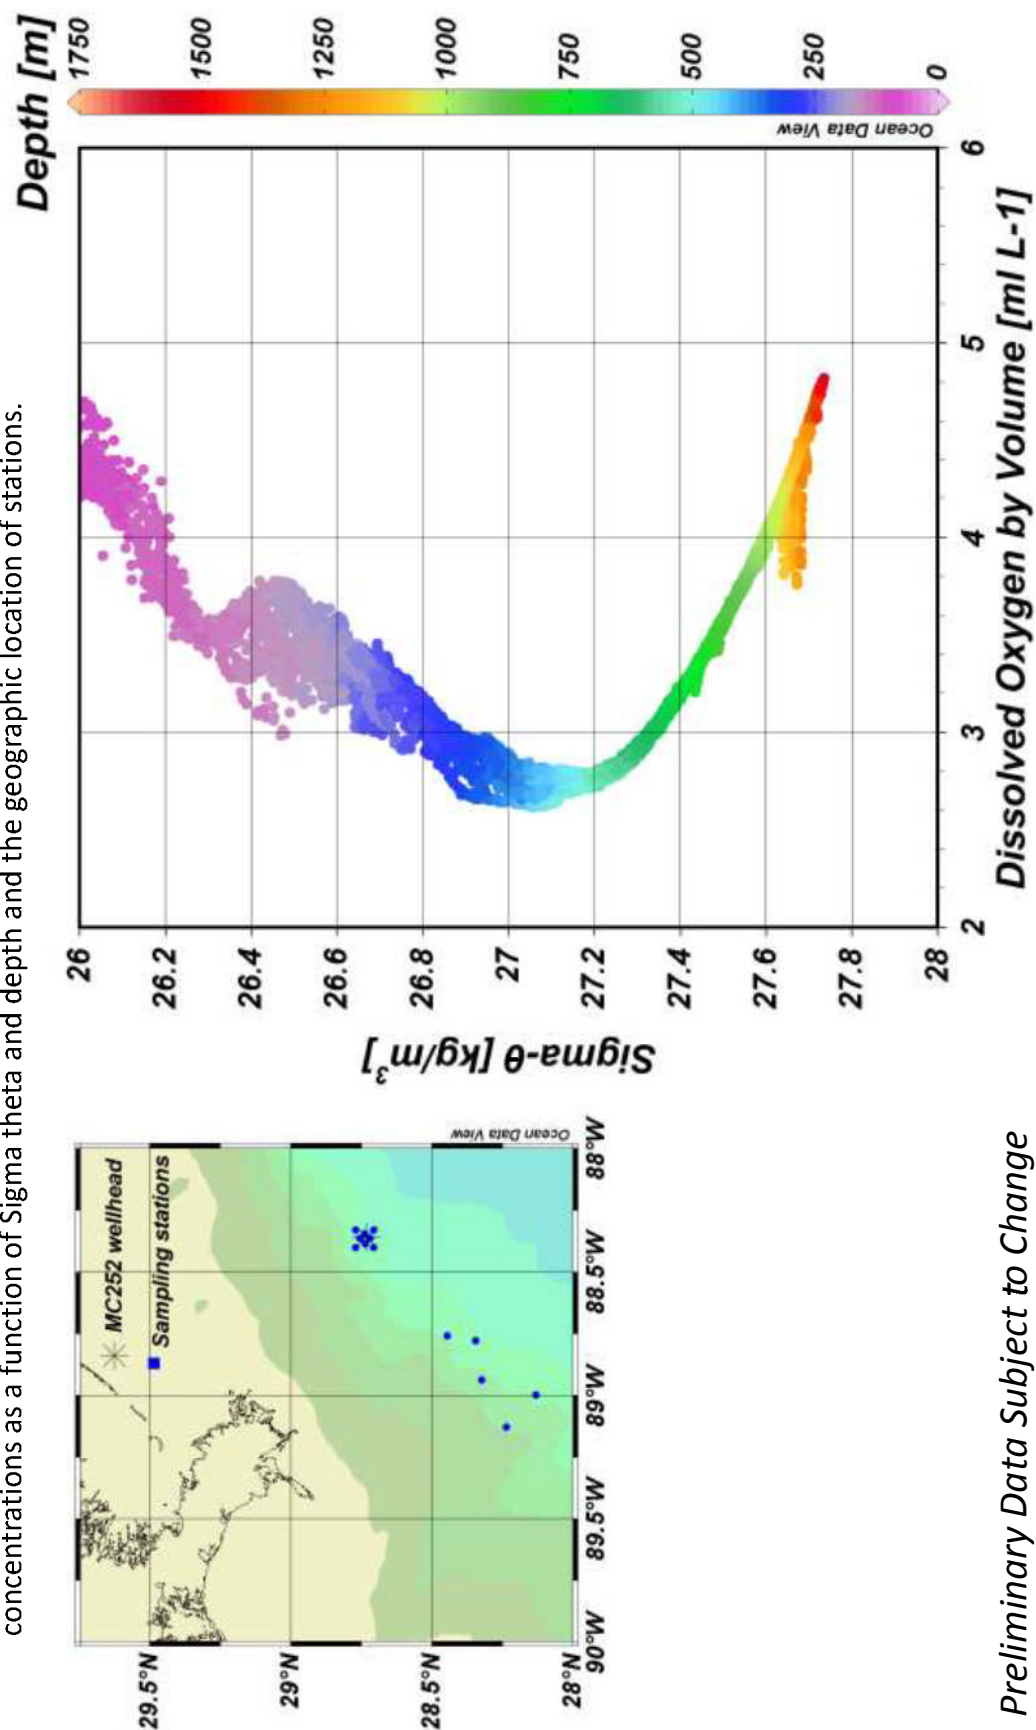 concentrations as a function of Sigma theta and depth and the geographic location of stations.
MC252 wellhead
Sampling stations
29.5°N
29°N
28.5°N
28°N
90°W
89.5°W
89°W
88.5°W
88°W
Ocean Data View
Sigma-θ [kg/m³]
26
26.2
26.4
26.6
26.8
27
27.2
27.4
27.6
27.8
28
2
3
4
5
6
Dissolved Oxygen by Volume [ml L-1]
Ocean Data View
Depth [m]
1750
1500
1250
1000
750
500
250
0
Preliminary Data Subject to Change